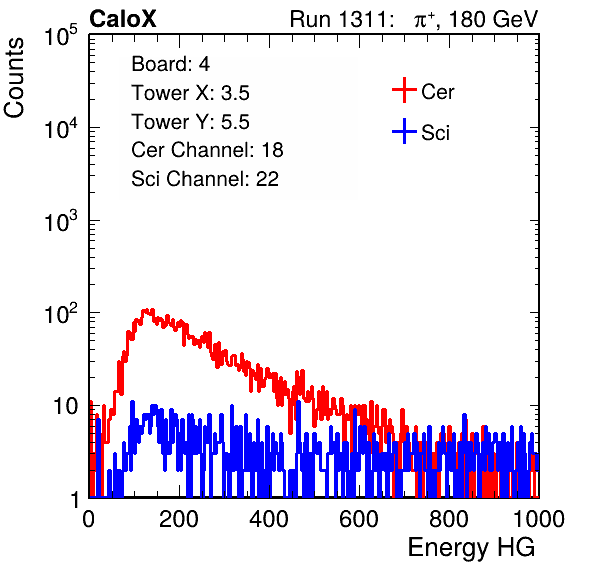 CaloX Run 1311: π⁺, 180 GeV
Counts
10⁵
10⁴
10³
10²
10
1
Board: 4
Tower X: 3.5
Tower Y: 5.5
Cer Channel: 18
Sci Channel: 22
Cer
Sci
0 200 400 600 800 1000
Energy HG